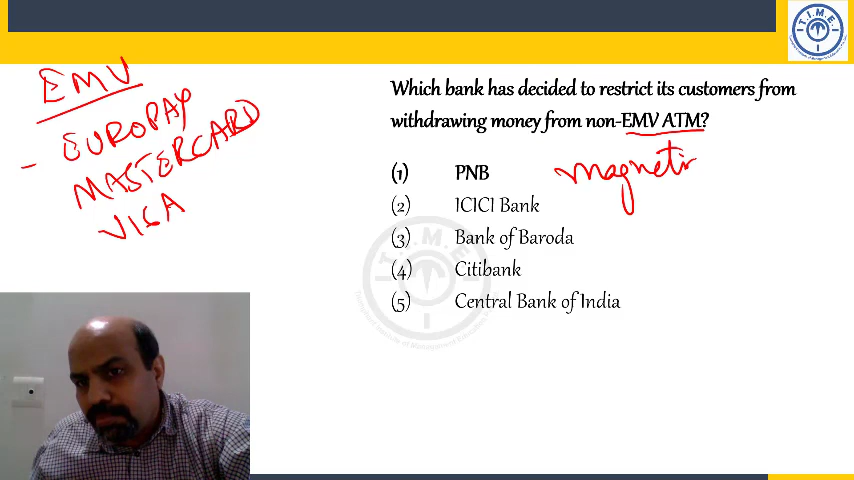 T.I.M.E.
EMV
- EUROPAY
MASTERCARD
VISA
Which bank has decided to restrict its customers from
withdrawing money from non-EMV ATM?
magneti
(1) PNB
(2) ICICI Bank
(3) Bank of Baroda
(4) Citibank
(5) Central Bank of India
T.I.M.E.